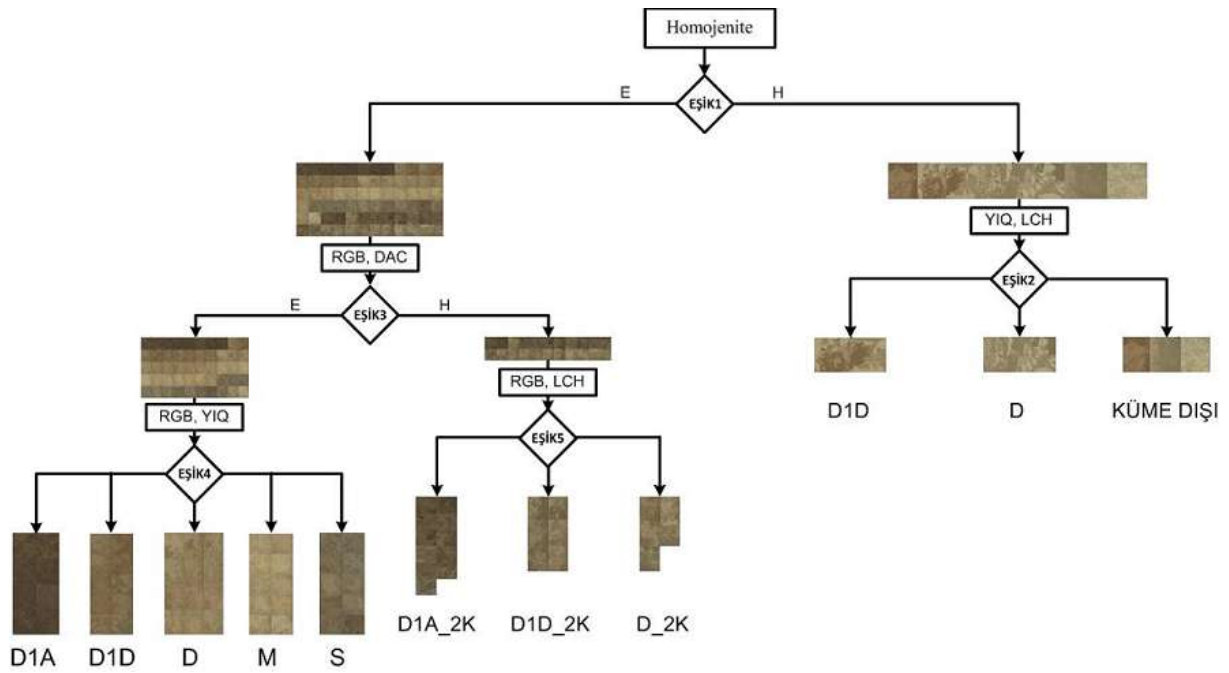 Homojenite
E
EŞİK1
H
YIQ, LCH
RGB, DAC
EŞİK2
E
EŞİK3
H
RGB, LCH
RGB, YIQ
D1D
D
KÜME DIŞI
EŞİK5
EŞİK4
D1A_2K
D1D_2K
D_2K
D1A
D1D
D
M
S